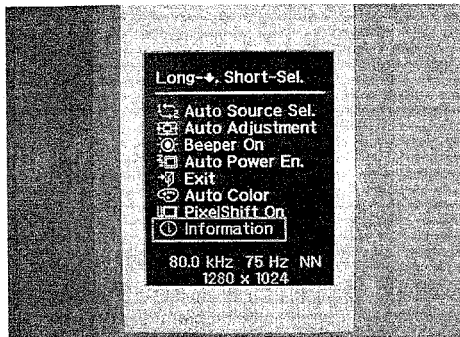 Long-↓. Short-Sel.
Auto Source Sel.
Auto Adjustment
Beeper On
Auto Power En.
Exit
Auto Color
PixelShift On
Information
80.0 kHz 75 Hz NN
1280 x 1024